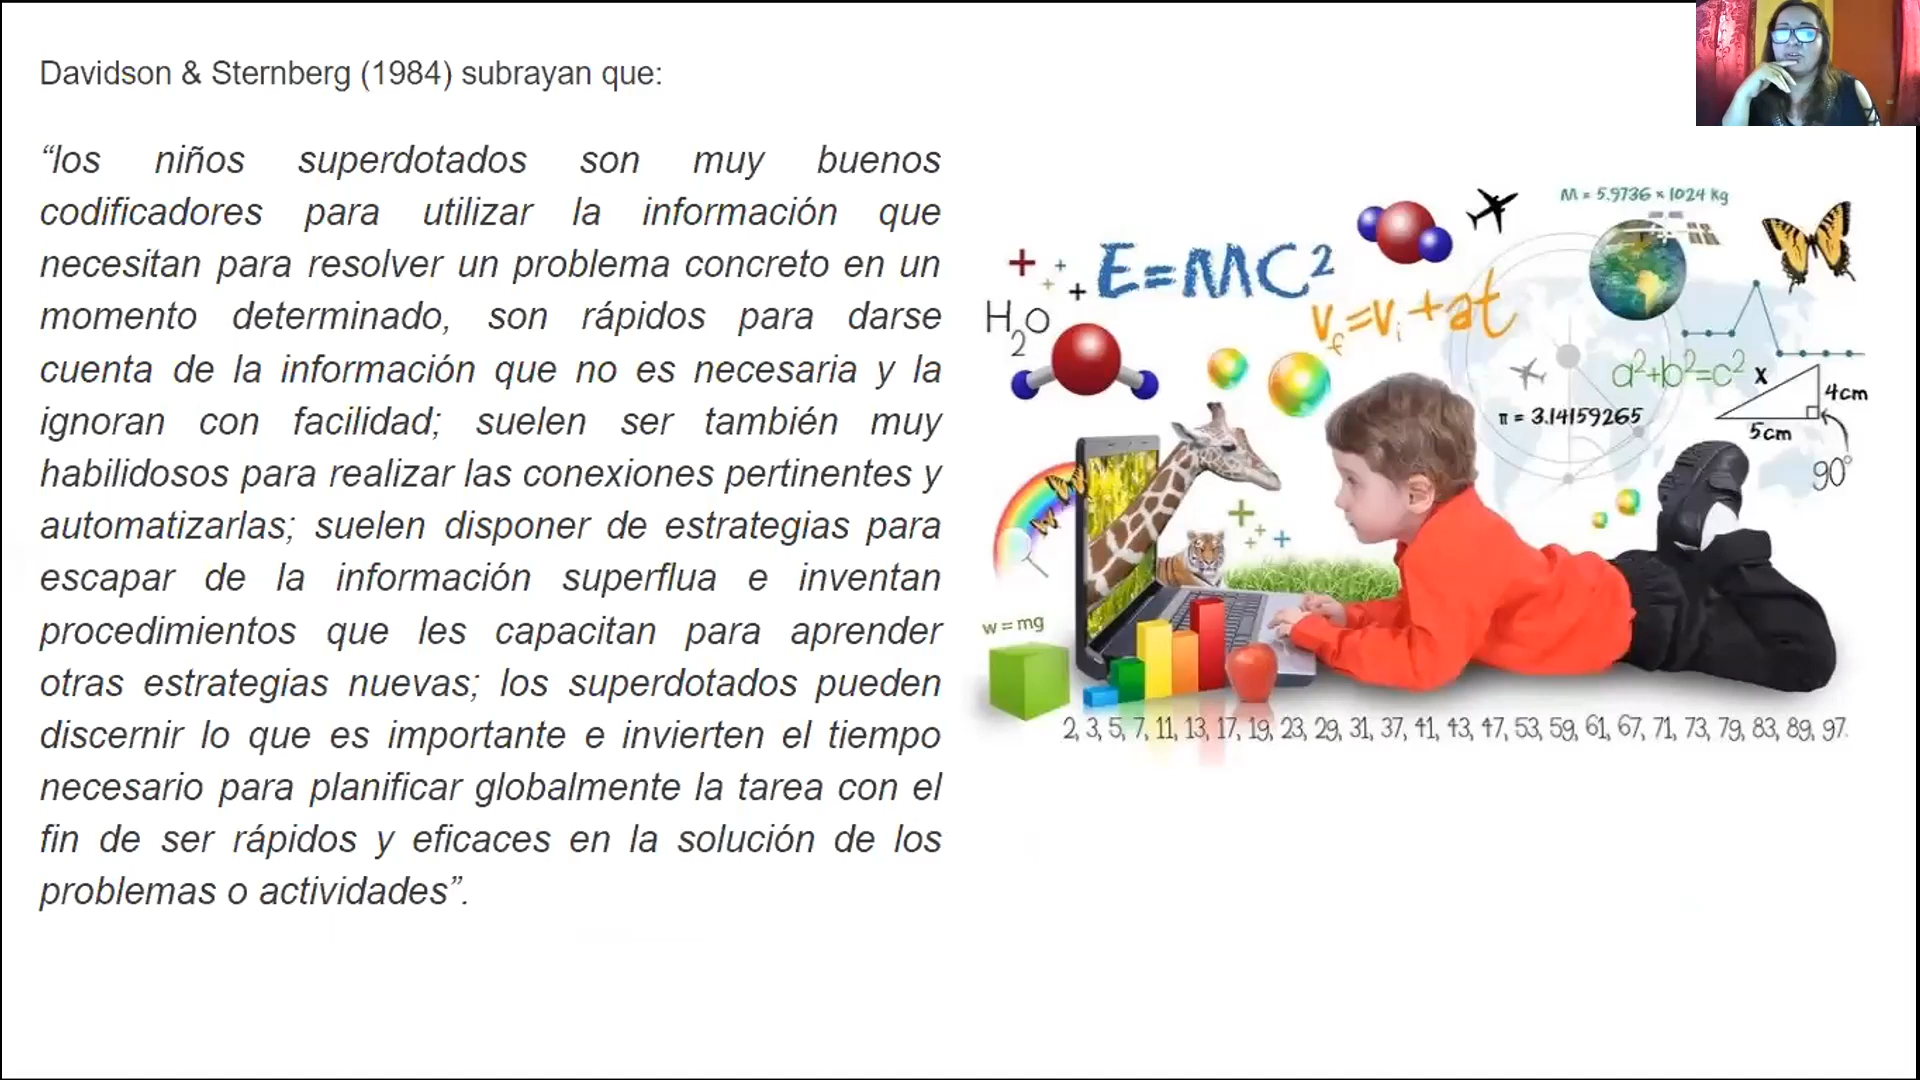 Davidson & Sternberg (1984) subrayan que:
“los niños superdotados son muy buenos
codificadores para utilizar la información que
necesitan para resolver un problema concreto en un
momento determinado, son rápidos para darse
cuenta de la información que no es necesaria y la
ignoran con facilidad; suelen ser también muy
habilidosos para realizar las conexiones pertinentes y
automatizarlas; suelen disponer de estrategias para
escapar de la información superflua e inventan
procedimientos que les capacitan para aprender
otras estrategias nuevas; los superdotados pueden
discernir lo que es importante e invierten el tiempo
necesario para planificar globalmente la tarea con el
fin de ser rápidos y eficaces en la solución de los
problemas o actividades”.
M = 5.9736 × 1024 kg
E=MC²
H₂O
v_f=v_i+at
a²+b²=c²
x
4cm
π = 3.14159265
5cm
90°
w = mg
2, 3, 5, 7, 11, 13, 17, 19, 23, 29, 31, 37, 41, 43, 47, 53, 59, 61, 67, 71, 73, 79, 83, 89, 97.